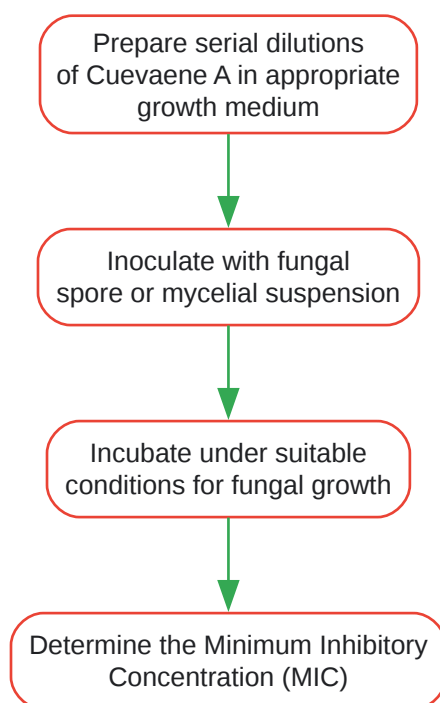 Prepare serial dilutions
of Cuevaene A in appropriate
growth medium
Inoculate with fungal
spore or mycelial suspension
Incubate under suitable
conditions for fungal growth
Determine the Minimum Inhibitory
Concentration (MIC)